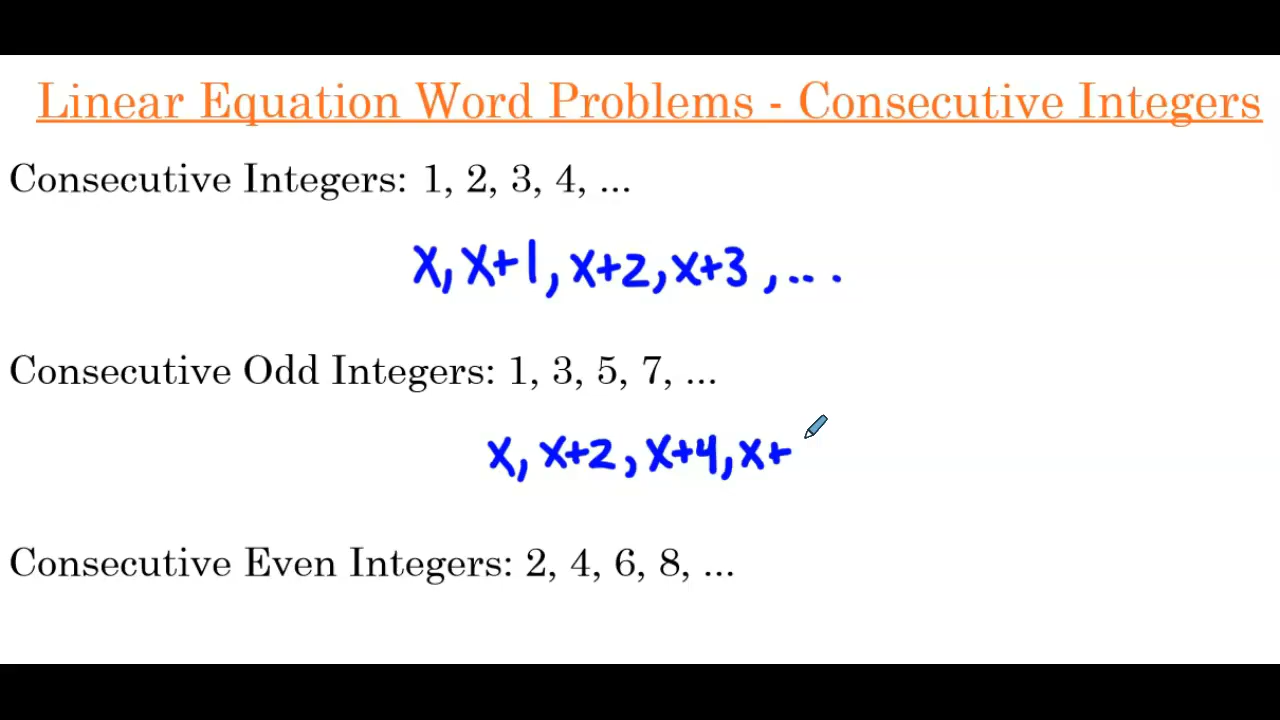 Linear Equation Word Problems - Consecutive Integers
Consecutive Integers: 1, 2, 3, 4, ...
x, x+1, x+2, x+3, ...
Consecutive Odd Integers: 1, 3, 5, 7, ...
x, x+2, x+4, x+
Consecutive Even Integers: 2, 4, 6, 8, ...